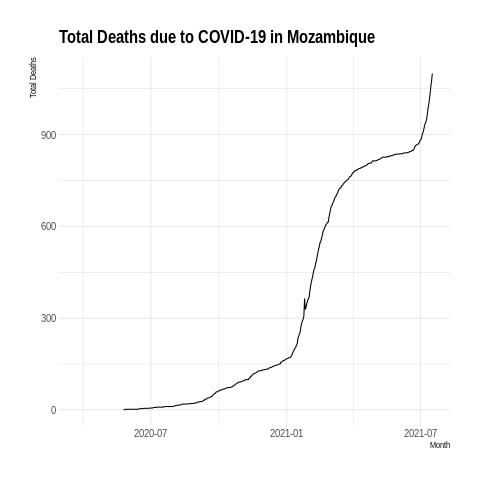 Total Deaths due to COVID-19 in Mozambique
Total Deaths
900
600
300
0
2020-07
2021-01
2021-07
Month